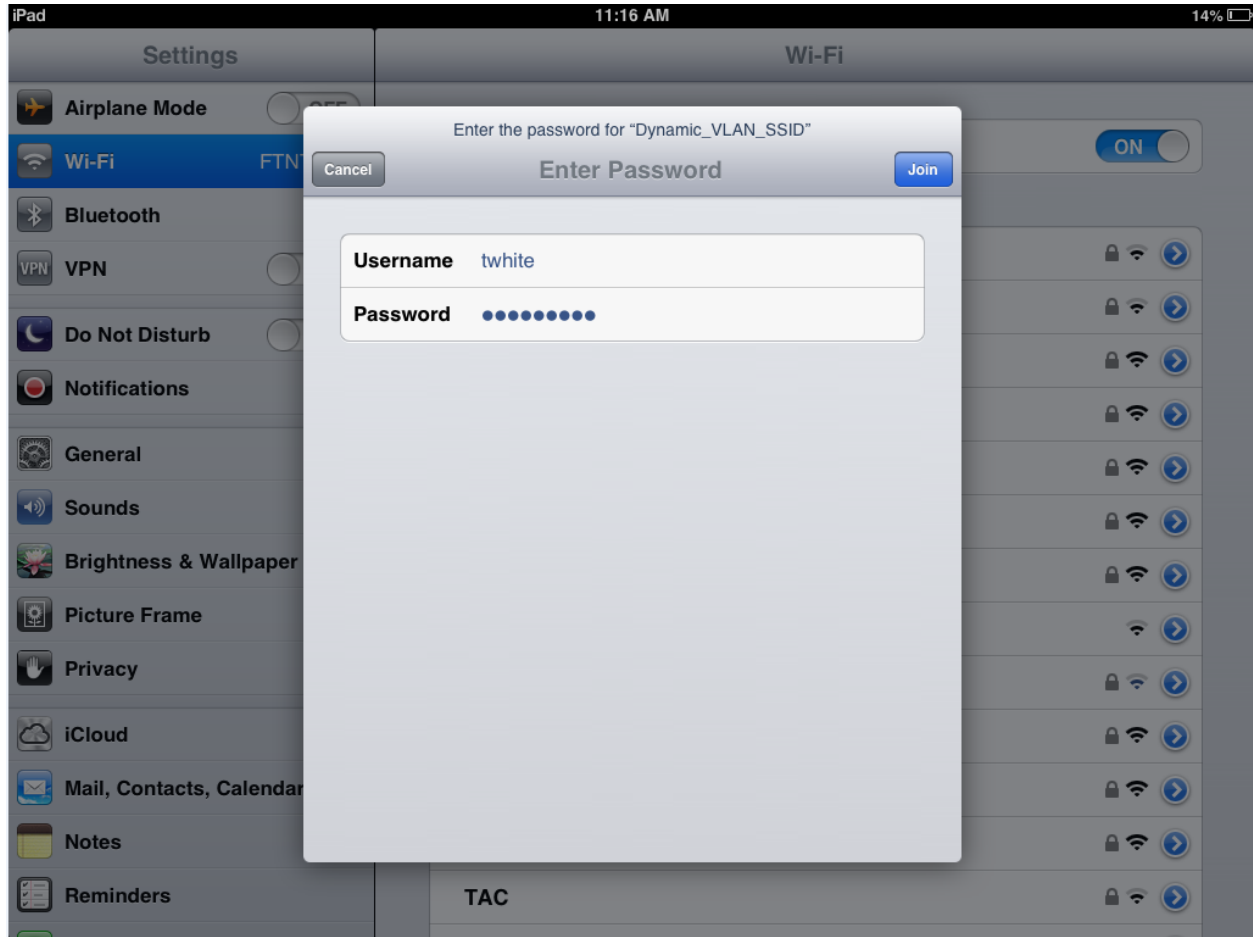 iPad 11:16 AM 14%
Settings Wi-Fi
Airplane Mode OFF
Enter the password for “Dynamic_VLAN_SSID”
Cancel Enter Password Join
Wi-Fi ON
Bluetooth
Username twhite
VPN VPN
Password
Do Not Disturb
Notifications
General
Sounds
Brightness & Wallpaper
Picture Frame
Privacy
iCloud
Mail, Contacts, Calendar
Notes
Reminders
TAC